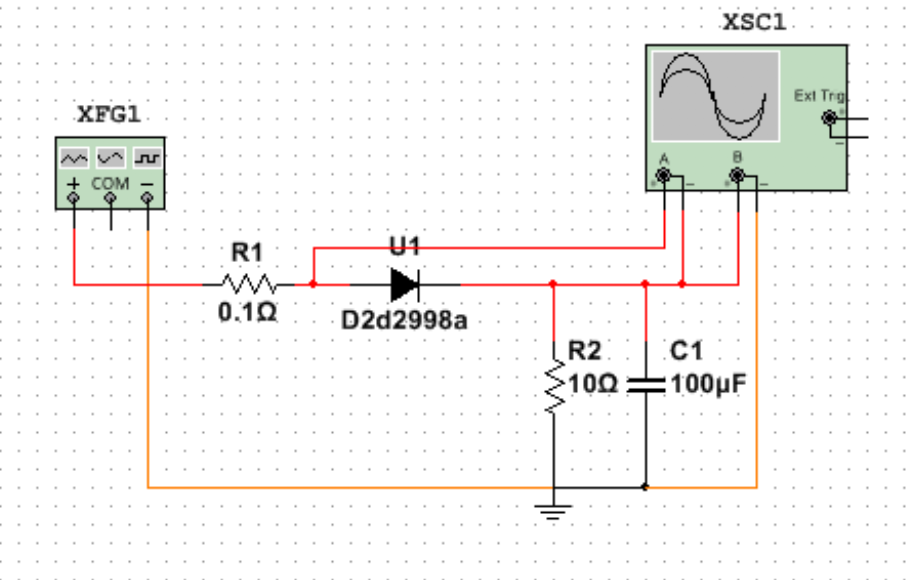 XSC1
Ext Trig
+
_
A
B
+ _
+ _
XFG1
+ COM −
R1
0.1Ω
U1
D2d2998a
R2
10Ω
C1
100µF